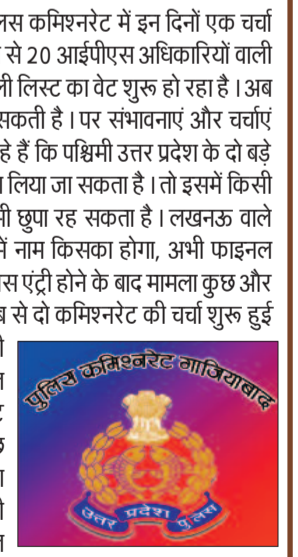 कमिश्नरेट में इन दिनों एक चर्चा
से 20 आईपीएस अधिकारियों वाली
लिस्ट का वेट शुरू हो रहा है। अब
सकती है। पर संभावनाएं और चर्चाएं
हैं कि पश्चिमी उत्तर प्रदेश के दो बड़े
लिया जा सकता है। तो इसमें किसी
छुपा रह सकता है। लखनऊ वाले
नाम किसका होगा, अभी फाइनल
एंट्री होने के बाद मामला कुछ और
से दो कमिश्नरेट की चर्चा शुरू हुई
पुलिस कमिश्नरेट गाजियाबाद
उत्तर प्रदेश पुलिस